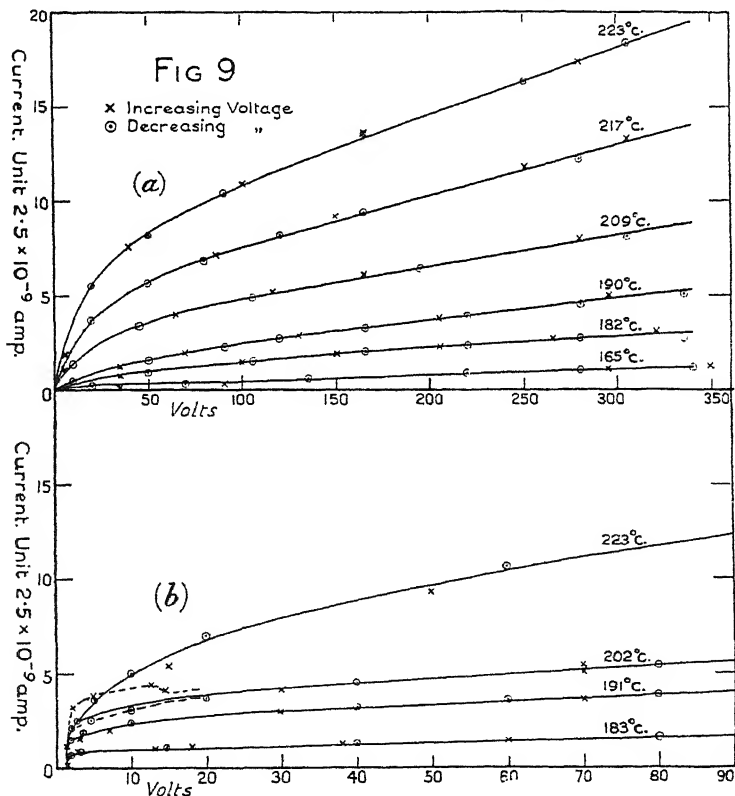 FIG 9
× Increasing Voltage
⊙ Decreasing „
(a)
Current. Unit 2·5 × 10⁻⁹ amp.
20
15
10
5
0
223°C.
217°C.
209°C.
190°C.
182°C.
165°C.
50 100 150 200 250 300 350
Volts
(b)
Current. Unit 2·5 × 10⁻⁹ amp.
15
10
5
0
223°C.
202°C.
191°C.
183°C.
10 20 30 40 50 60 70 80 90
Volts